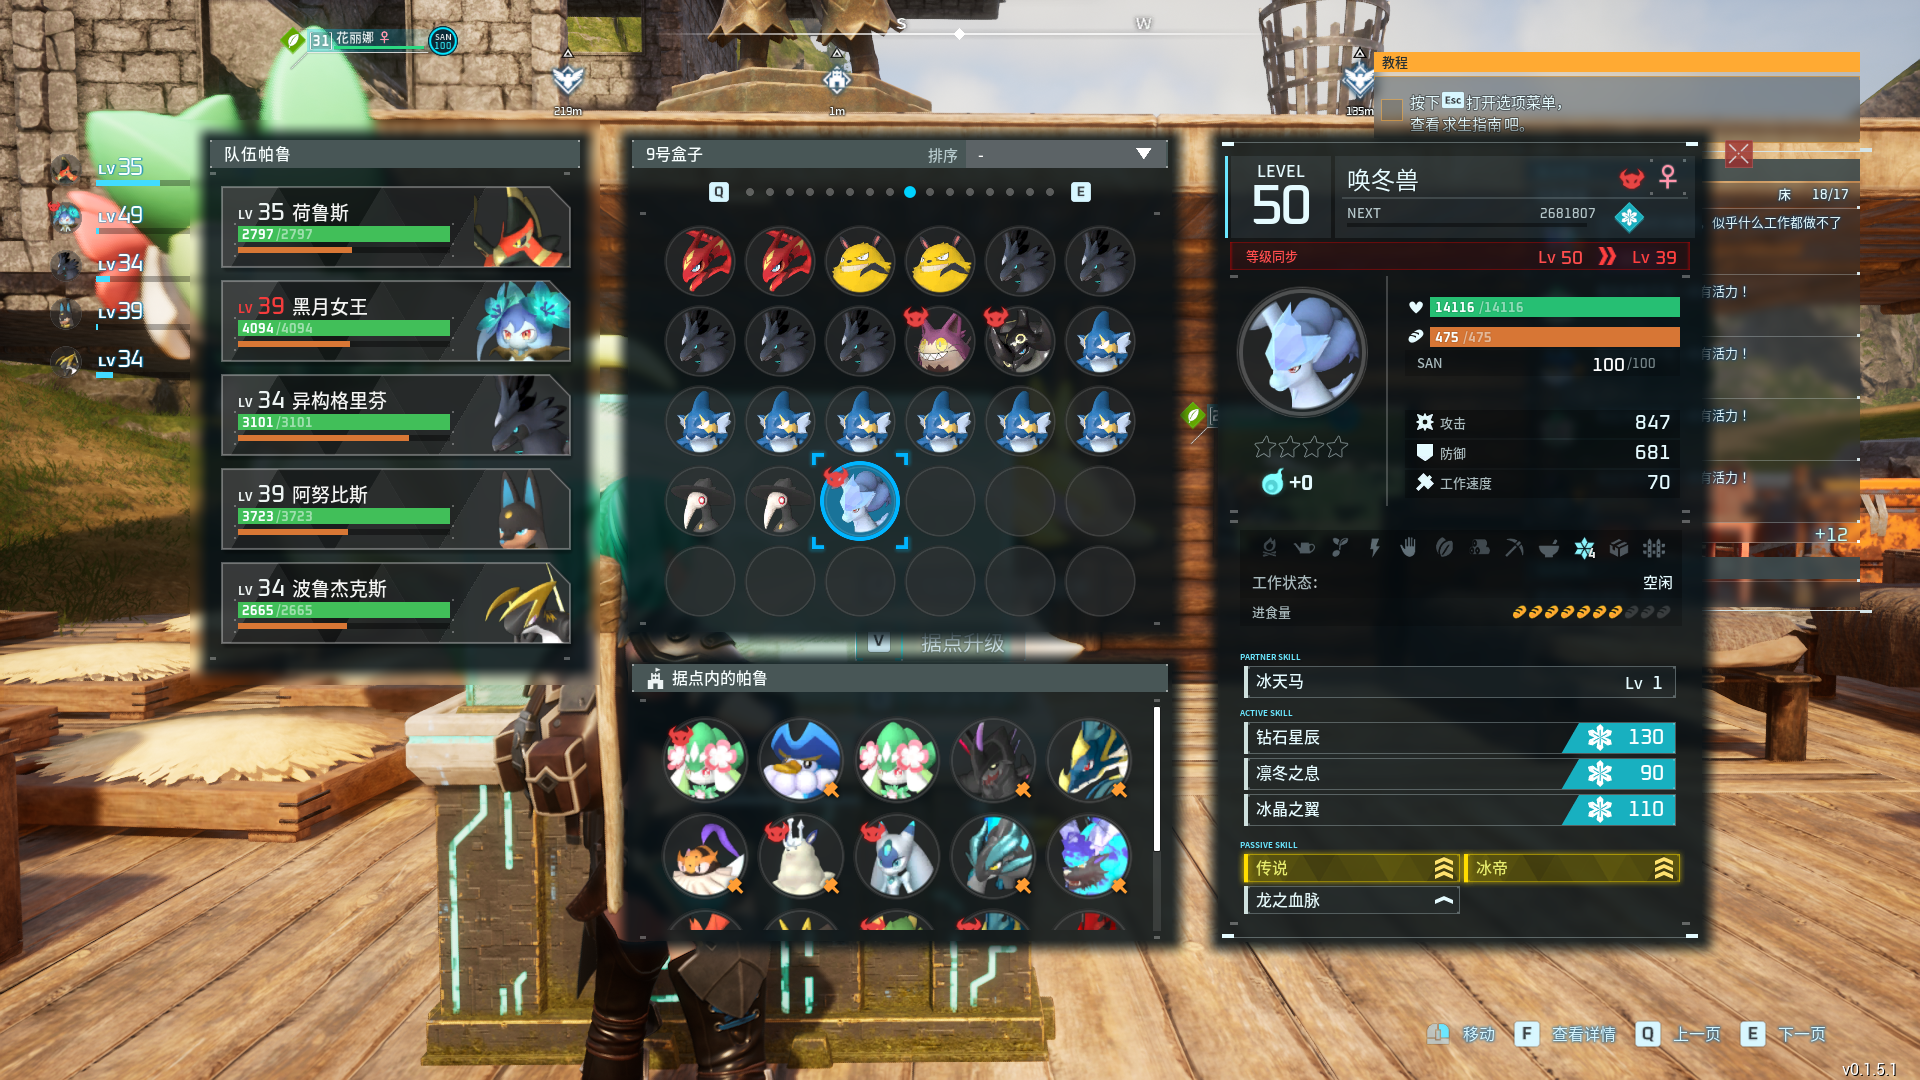 S
W
31 花丽娜
SAN
100
219m
1m
135m
教程
按下 Esc 打开选项菜单，
查看求生指南吧。
LV 35
LV 49
LV 34
LV 39
LV 34
队伍帕鲁
LV 35 荷鲁斯
2797/2797
LV 39 黑月女王
4094/4094
LV 34 异构格里芬
3101/3101
LV 39 阿努比斯
3723/3723
LV 34 波鲁杰克斯
2665/2665
9号盒子
排序 -
Q
E
V 据点升级
据点内的帕鲁
LEVEL
50
唤冬兽
NEXT 2681807
等级同步 Lv 50 Lv 39
14116/14116
475/475
SAN 100/100
攻击 847
防御 681
工作速度 70
+0
4
工作状态： 空闲
进食量
PARTNER SKILL
冰天马 Lv 1
ACTIVE SKILL
钻石星辰 130
凛冬之息 90
冰晶之翼 110
PASSIVE SKILL
传说
冰帝
龙之血脉
床 18/17
似乎什么工作都做不了
有活力！
有活力！
有活力！
有活力！
+12
移动 F 查看详情 Q 上一页 E 下一页
v0.1.5.1